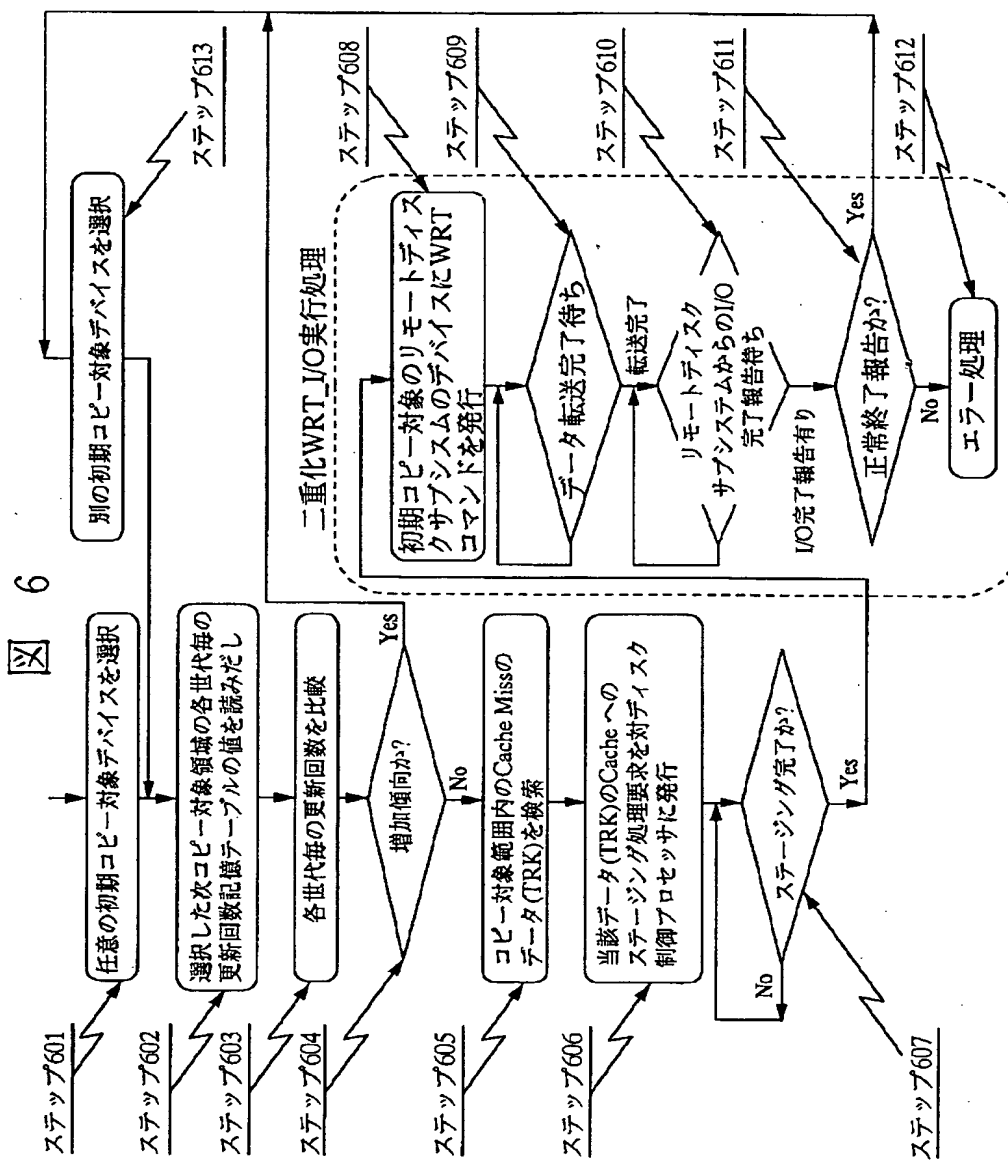 図 6
ステップ601
任意の初期コピー対象デバイスを選択
ステップ602
選択した次コピー対象領域の各世代毎の
更新回数記憶テーブルの値を読みだし
ステップ603
各世代毎の更新回数を比較
ステップ604
増加傾向か?
Yes
No
ステップ605
コピー対象範囲内のCache Missの
データ(TRK)を検索
ステップ606
当該データ(TRK)のCacheへの
ステージング処理要求を対ディスク
制御プロセッサに発行
ステージング完了か?
No
Yes
ステップ607
別の初期コピー対象デバイスを選択
ステップ613
二重化WRT_I/O実行処理
初期コピー対象のリモートディス
クサブシスムのデバイスにWRT
コマンドを発行
ステップ608
データ転送完了待ち
ステップ609
転送完了
リモートディスク
サブシステムからのI/O
完了報告待ち
ステップ610
I/O完了報告有り
正常終了報告か?
ステップ611
Yes
No
エラー処理
ステップ612